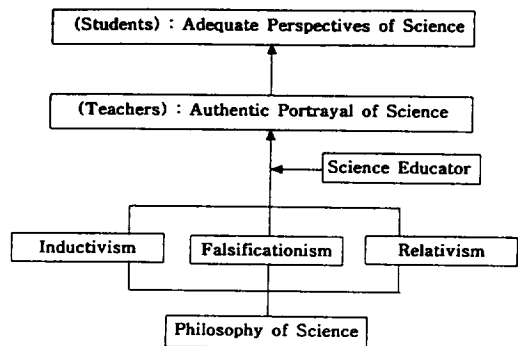 (Students) : Adequate Perspectives of Science
(Teachers) : Authentic Portrayal of Science
Science Educator
Inductivism Falsificationism Relativism
Philosophy of Science